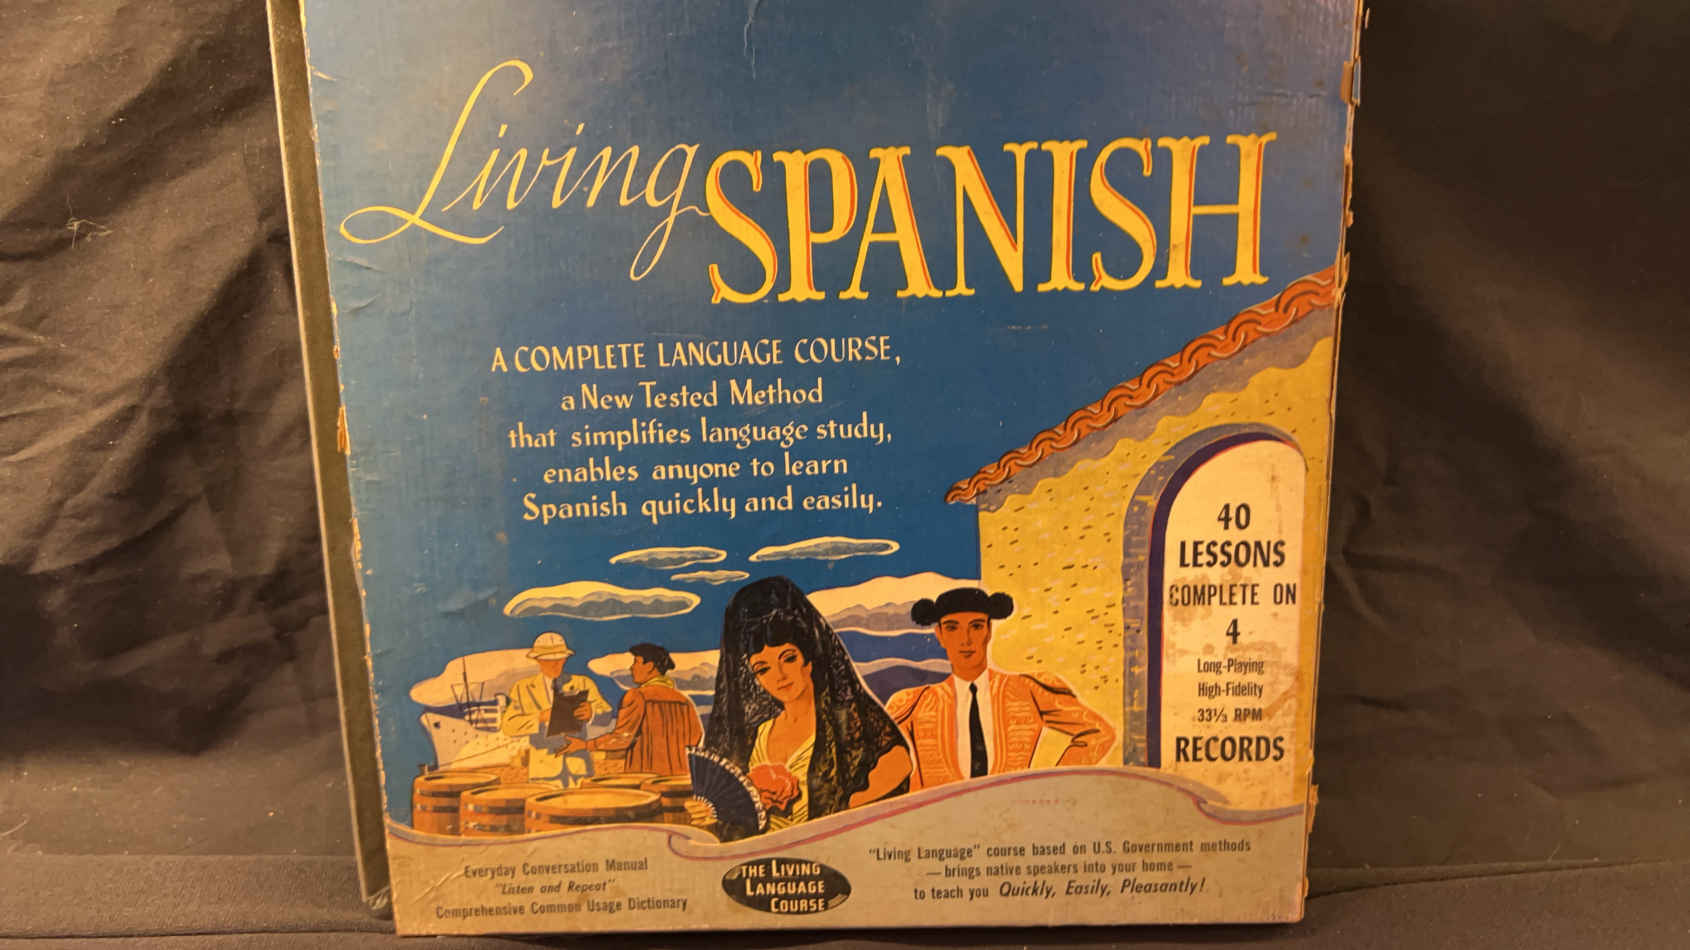 Living SPANISH
A COMPLETE LANGUAGE COURSE,
a New Tested Method
that simplifies language study,
enables anyone to learn
Spanish quickly and easily.
40
LESSONS
COMPLETE ON
4
Long-Playing
High-Fidelity
33⅓ RPM
RECORDS
Everyday Conversation Manual
"Listen and Repeat"
Comprehensive Common Usage Dictionary
THE LIVING
LANGUAGE
COURSE
"Living Language" course based on U.S. Government methods
— brings native speakers into your home —
to teach you Quickly, Easily, Pleasantly!